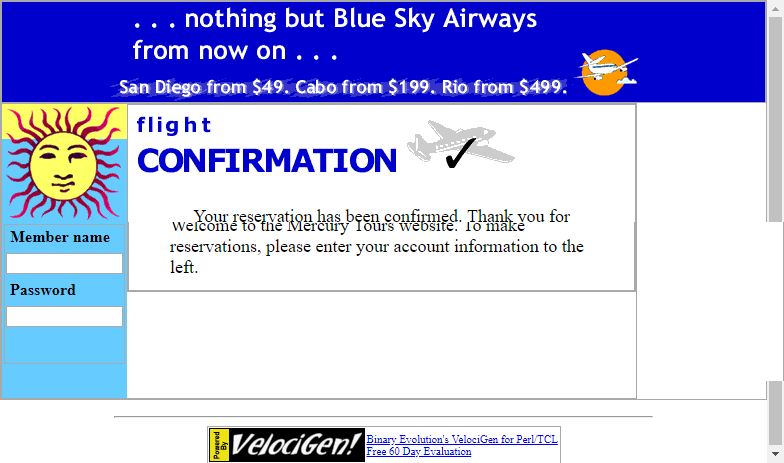 . . . nothing but Blue Sky Airways
from now on . . .
San Diego from $49. Cabo from $199. Rio from $499.
flight
CONFIRMATION
Your reservation has been confirmed. Thank you for
Welcome to the Mercury Tours website. To make
reservations, please enter your account information to the
left.
Member name
Password
Powered By
VelociGen!
Binary Evolution's VelociGen for Perl/TCL
Free 60 Day Evaluation